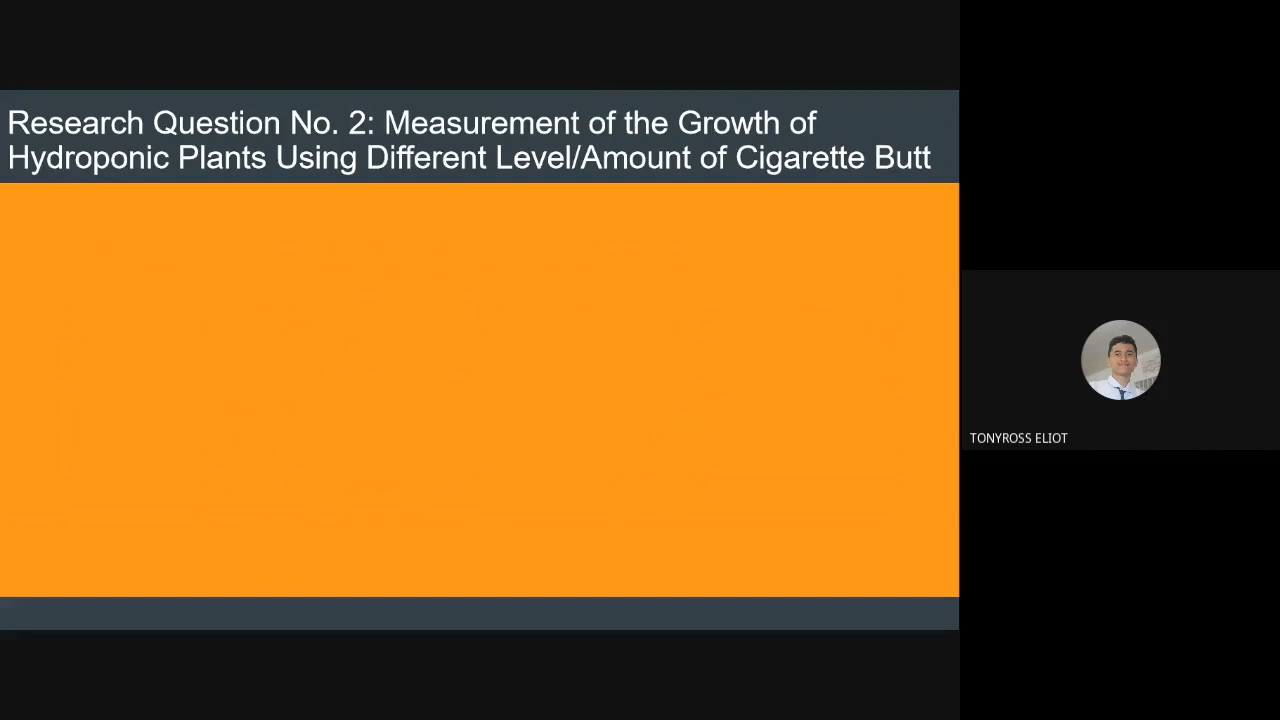 Research Question No. 2: Measurement of the Growth of
Hydroponic Plants Using Different Level/Amount of Cigarette Butt
TONYROSS ELIOT